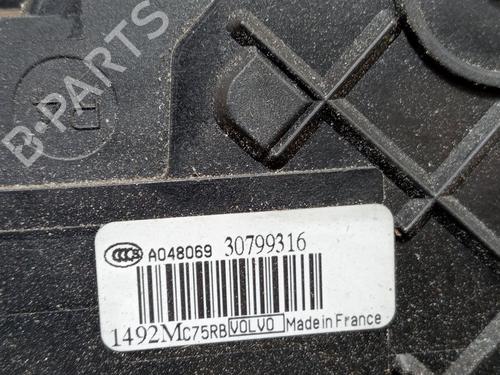 B-PARTS
A048069 30799316
1492M C75RB VOLVO Made in France